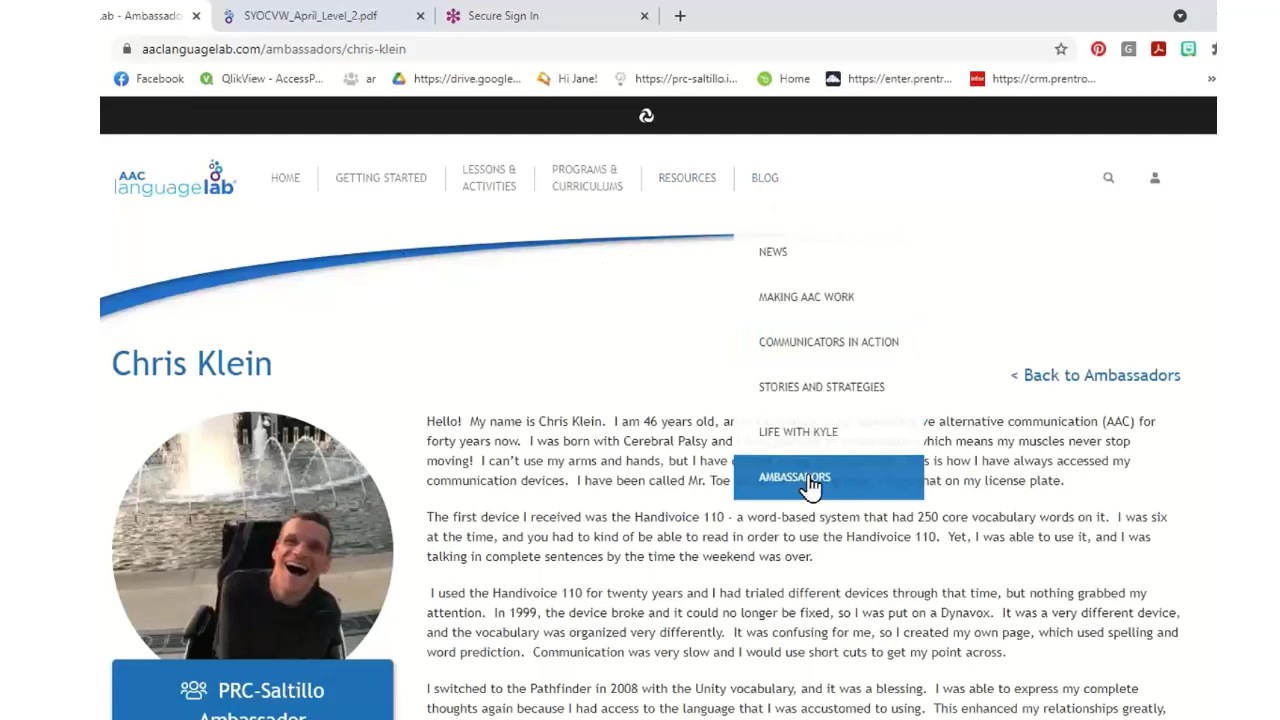 .ab - Ambassado
SYOCVW_April_Level_2.pdf
Secure Sign In
aaclanguagelab.com/ambassadors/chris-klein
Facebook
QlikView - AccessP...
ar
https://drive.google...
Hi Jane!
https://prc-saltillo.i...
Home
https://enter.prentr...
https://crm.prentro...
AAC
languagelab
HOME
GETTING STARTED
LESSONS &
ACTIVITIES
PROGRAMS &
CURRICULUMS
RESOURCES
BLOG
NEWS
MAKING AAC WORK
COMMUNICATORS IN ACTION
STORIES AND STRATEGIES
LIFE WITH KYLE
AMBASSADORS
Chris Klein
< Back to Ambassadors
Hello! My name is Chris Klein. I am 46 years old, an ve alternative communication (AAC) for
forty years now. I was born with Cerebral Palsy and which means my muscles never stop
moving! I can't use my arms and hands, but I have is is how I have always accessed my
communication devices. I have been called Mr. Toe hat on my license plate.
The first device I received was the Handivoice 110 - a word-based system that had 250 core vocabulary words on it. I was six
at the time, and you had to kind of be able to read in order to use the Handivoice 110. Yet, I was able to use it, and I was
talking in complete sentences by the time the weekend was over.
I used the Handivoice 110 for twenty years and I had trialed different devices through that time, but nothing grabbed my
attention. In 1999, the device broke and it could no longer be fixed, so I was put on a Dynavox. It was a very different device,
and the vocabulary was organized very differently. It was confusing for me, so I created my own page, which used spelling and
word prediction. Communication was very slow and I would use short cuts to get my point across.
I switched to the Pathfinder in 2008 with the Unity vocabulary, and it was a blessing. I was able to express my complete
thoughts again because I had access to the language that I was accustomed to using. This enhanced my relationships greatly,
PRC-Saltillo
Ambassador